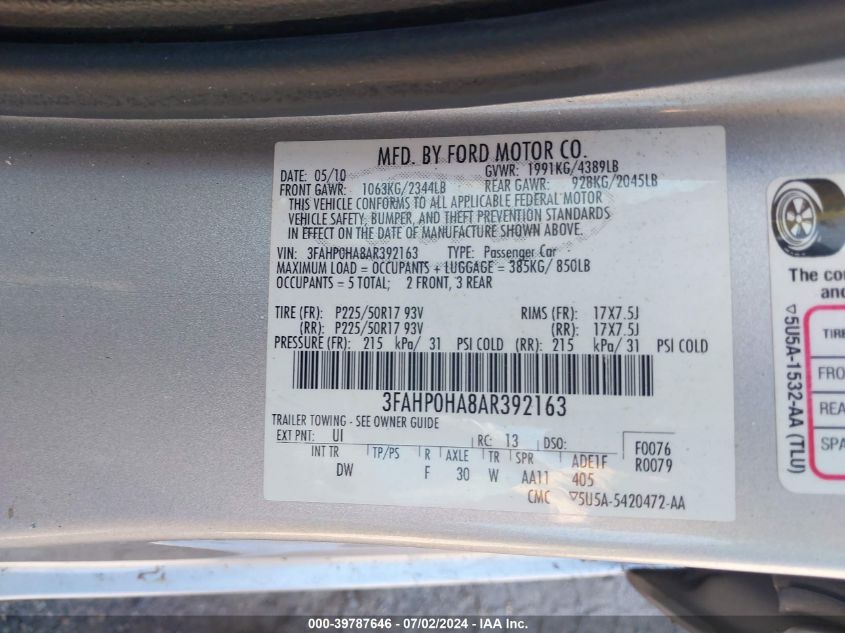 MFD. BY FORD MOTOR CO.
DATE: 05/10 GVWR: 1991KG/4389LB
FRONT GAWR: 1063KG/2344LB REAR GAWR: 928KG/2045LB
THIS VEHICLE CONFORMS TO ALL APPLICABLE FEDERAL MOTOR
VEHICLE SAFETY, BUMPER, AND THEFT PREVENTION STANDARDS
IN EFFECT ON THE DATE OF MANUFACTURE SHOWN ABOVE.
VIN: 3FAHP0HA8AR392163 TYPE: Passenger Car
MAXIMUM LOAD = OCCUPANTS + LUGGAGE = 385KG/ 850LB
OCCUPANTS = 5 TOTAL; 2 FRONT, 3 REAR
TIRE (FR): P225/50R17 93V RIMS (FR): 17X7.5J
(RR): P225/50R17 93V (RR): 17X7.5J
PRESSURE (FR): 215 kPa/ 31 PSI COLD (RR): 215 kPa/ 31 PSI COLD
3FAHP0HA8AR392163
TRAILER TOWING - SEE OWNER GUIDE
EXT PNT: UI RC: 13 DSO: F0076
INT TR TP/PS R AXLE TR SPR ADE1F R0079
DW F 30 W AA11 405
CMC ▽5U5A-5420472-AA
▽5U5A-1532-AA (TLU)
The co
an
TIRE
FRO
REA
SPA
000-39787646 - 07/02/2024 - IAA Inc.